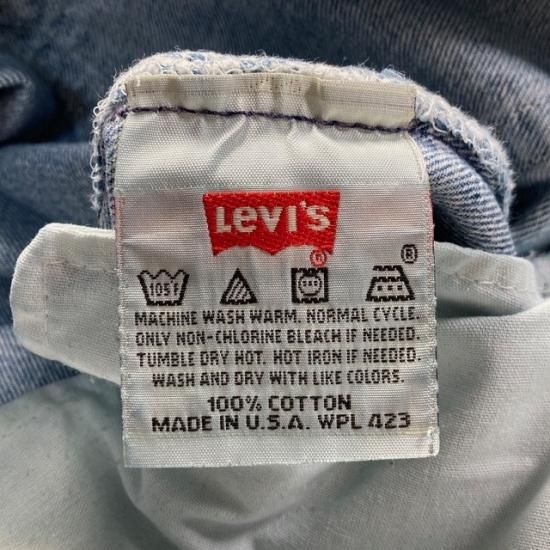 Levi's
®
®
105F
MACHINE WASH WARM. NORMAL CYCLE.
ONLY NON-CHLORINE BLEACH IF NEEDED.
TUMBLE DRY HOT. HOT IRON IF NEEDED.
WASH AND DRY WITH LIKE COLORS.
100% COTTON
MADE IN U.S.A. WPL 423